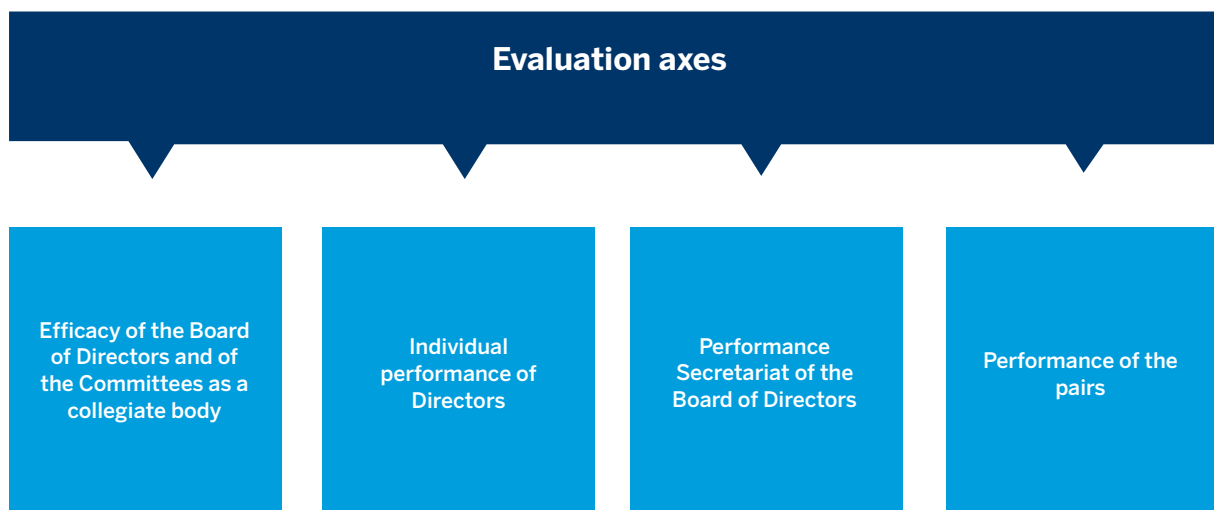 Evaluation axes
Efficacy of the Board
of Directors and of
the Committees as a
collegiate body
Individual
performance of
Directors
Performance
Secretariat of the
Board of Directors
Performance of the
pairs